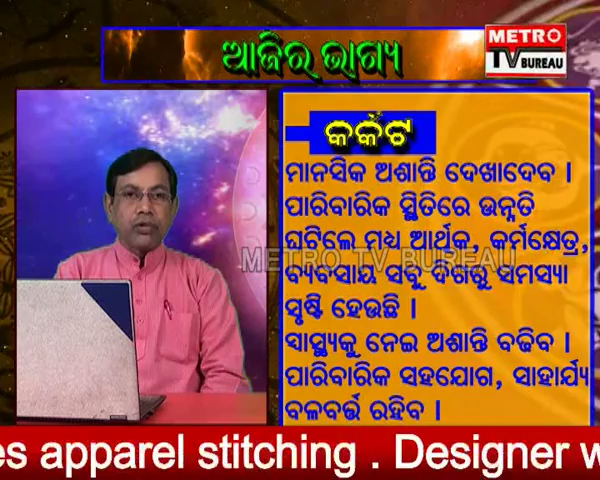 ଆଜିର ଭାଗ୍ୟ
METRO
TV BUREAU
କର୍କଟ
ମାନସିକ ଅଶାନ୍ତି ଦେଖାଦେବ ।
ପାରିବାରିକ ସ୍ଥିତିରେ ଉନ୍ନତି
ଘଟିଲେ ମଧ୍ୟ ଆର୍ଥିକ, କର୍ମକ୍ଷେତ୍ର,
ବ୍ୟବସାୟ ସବୁ ଦିଗରୁ ସମସ୍ୟା
ସୃଷ୍ଟି ହେଉଛି ।
ସ୍ୱାସ୍ଥ୍ୟକୁ ନେଇ ଅଶାନ୍ତି ବଢିବ ।
ପାରିବାରିକ ସହଯୋଗ, ସାହାର୍ଯ୍ୟ
ବଳବର୍ତ୍ତ ରହିବ ।
METRO TV BUREAU
es apparel stitching . Designer w